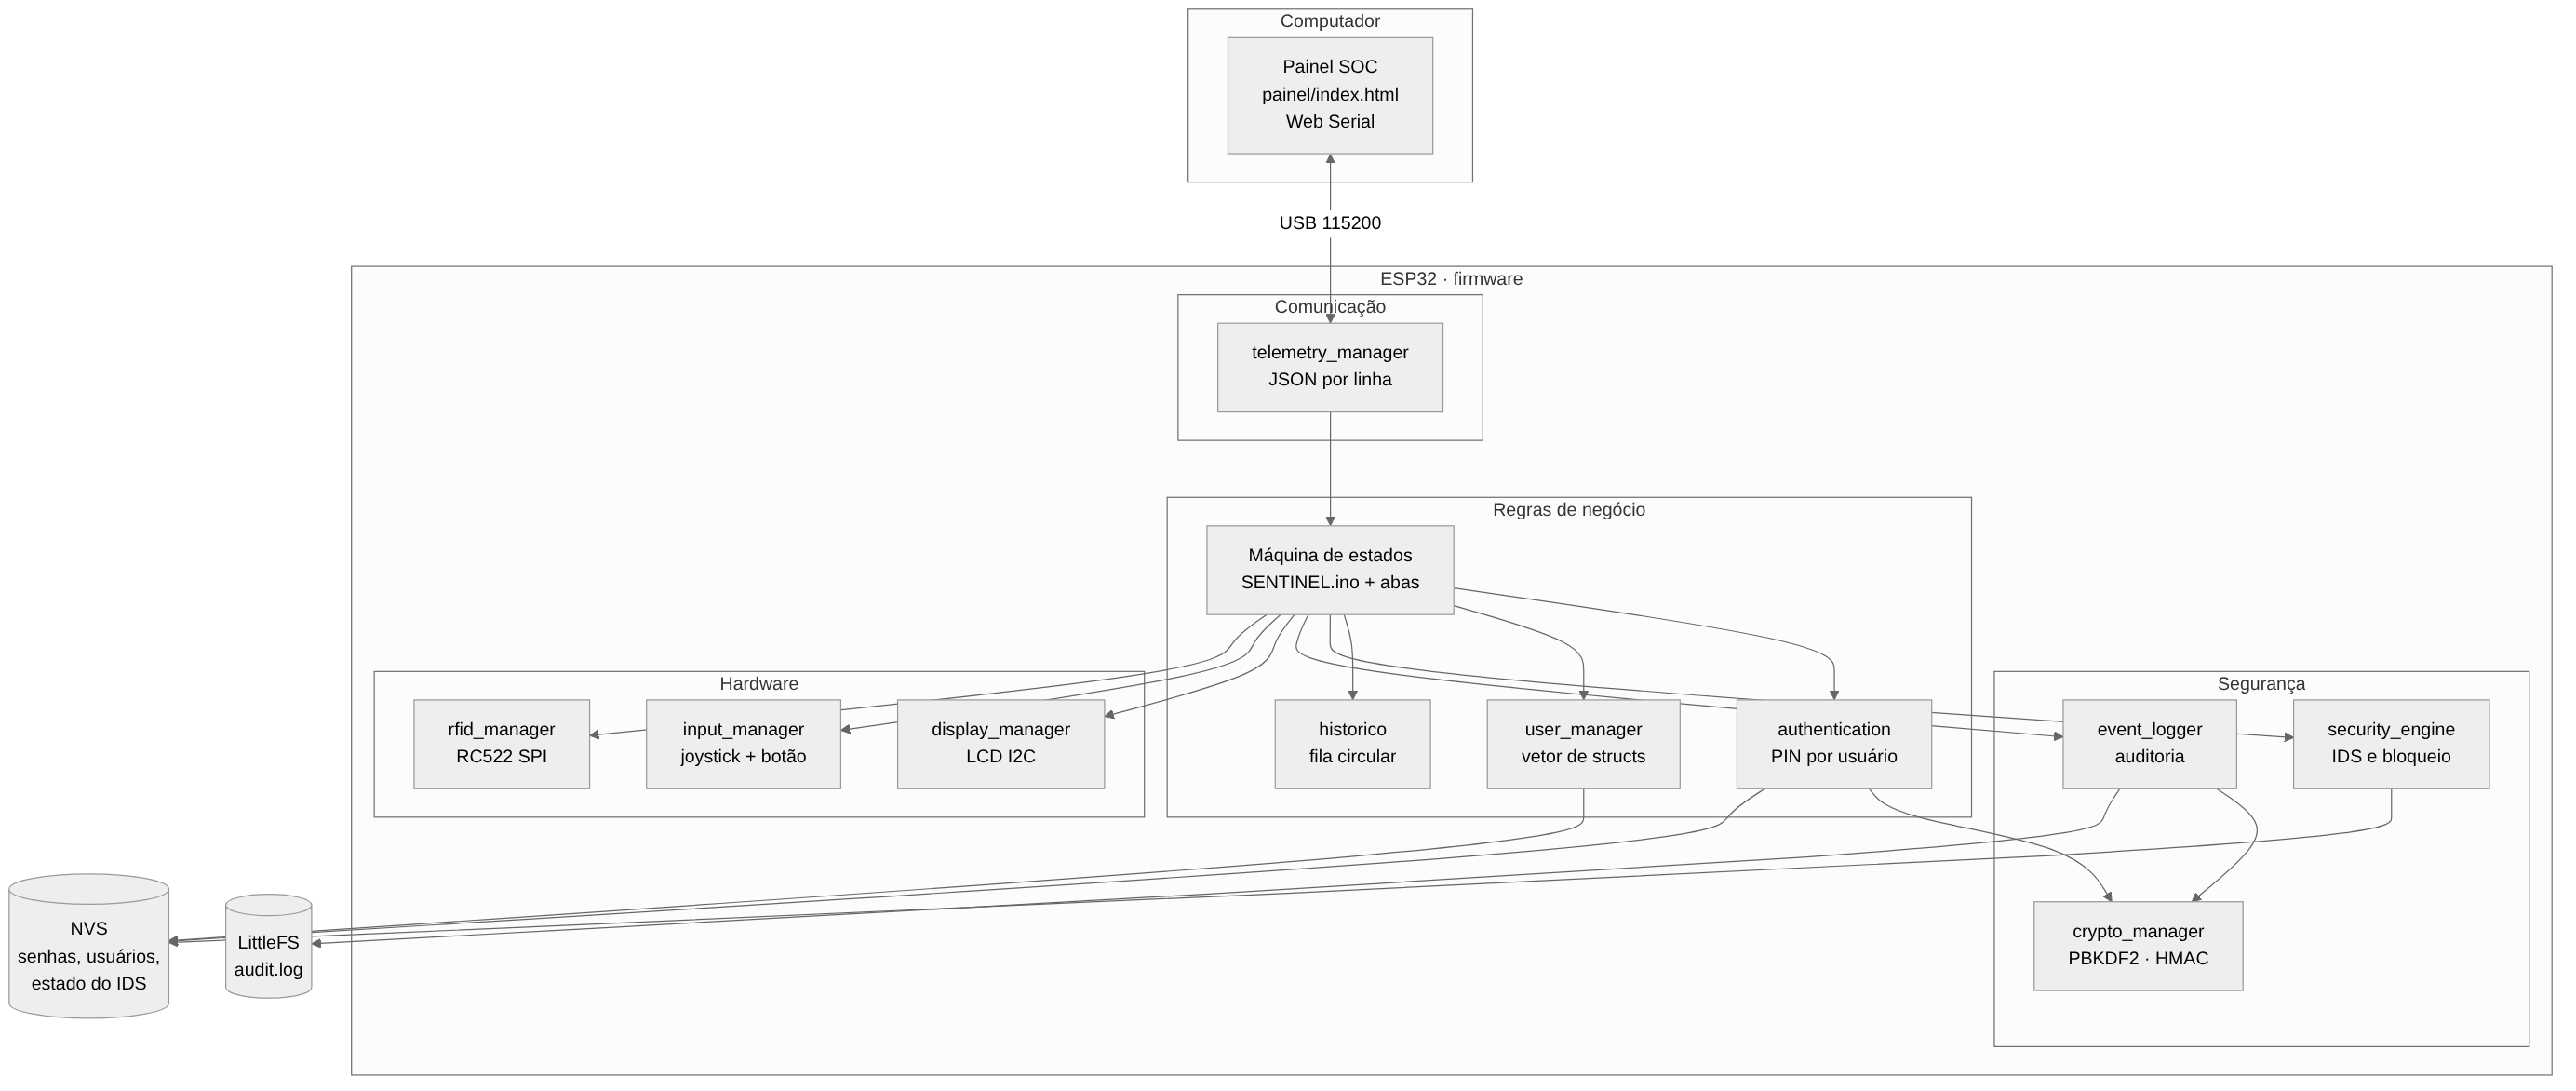 Computador
Painel SOC
painel/index.html
Web Serial
USB 115200
ESP32 · firmware
Comunicação
telemetry_manager
JSON por linha
Regras de negócio
Máquina de estados
SENTINEL.ino + abas
Hardware
rfid_manager
RC522 SPI
input_manager
joystick + botão
display_manager
LCD I2C
historico
fila circular
user_manager
vetor de structs
authentication
PIN por usuário
Segurança
event_logger
auditoria
security_engine
IDS e bloqueio
crypto_manager
PBKDF2 · HMAC
NVS
senhas, usuários,
estado do IDS
LittleFS
audit.log